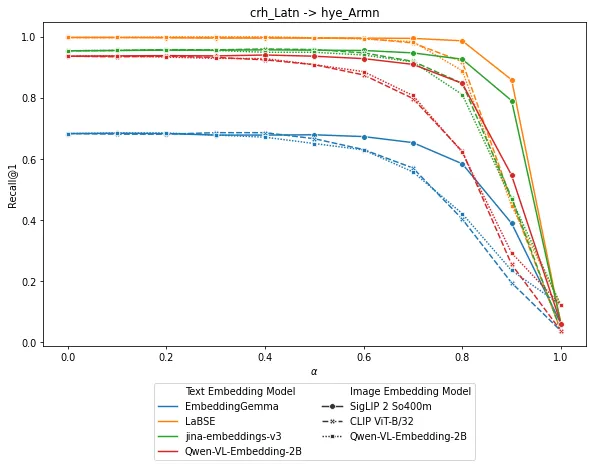 crh_Latn -> hye_Armn
Recall@1
1.0
0.8
0.6
0.4
0.2
0.0
0.0 0.2 0.4 0.6 0.8 1.0
α
Text Embedding Model
EmbeddingGemma
LaBSE
jina-embeddings-v3
Qwen-VL-Embedding-2B
Image Embedding Model
SigLIP 2 So400m
CLIP ViT-B/32
Qwen-VL-Embedding-2B